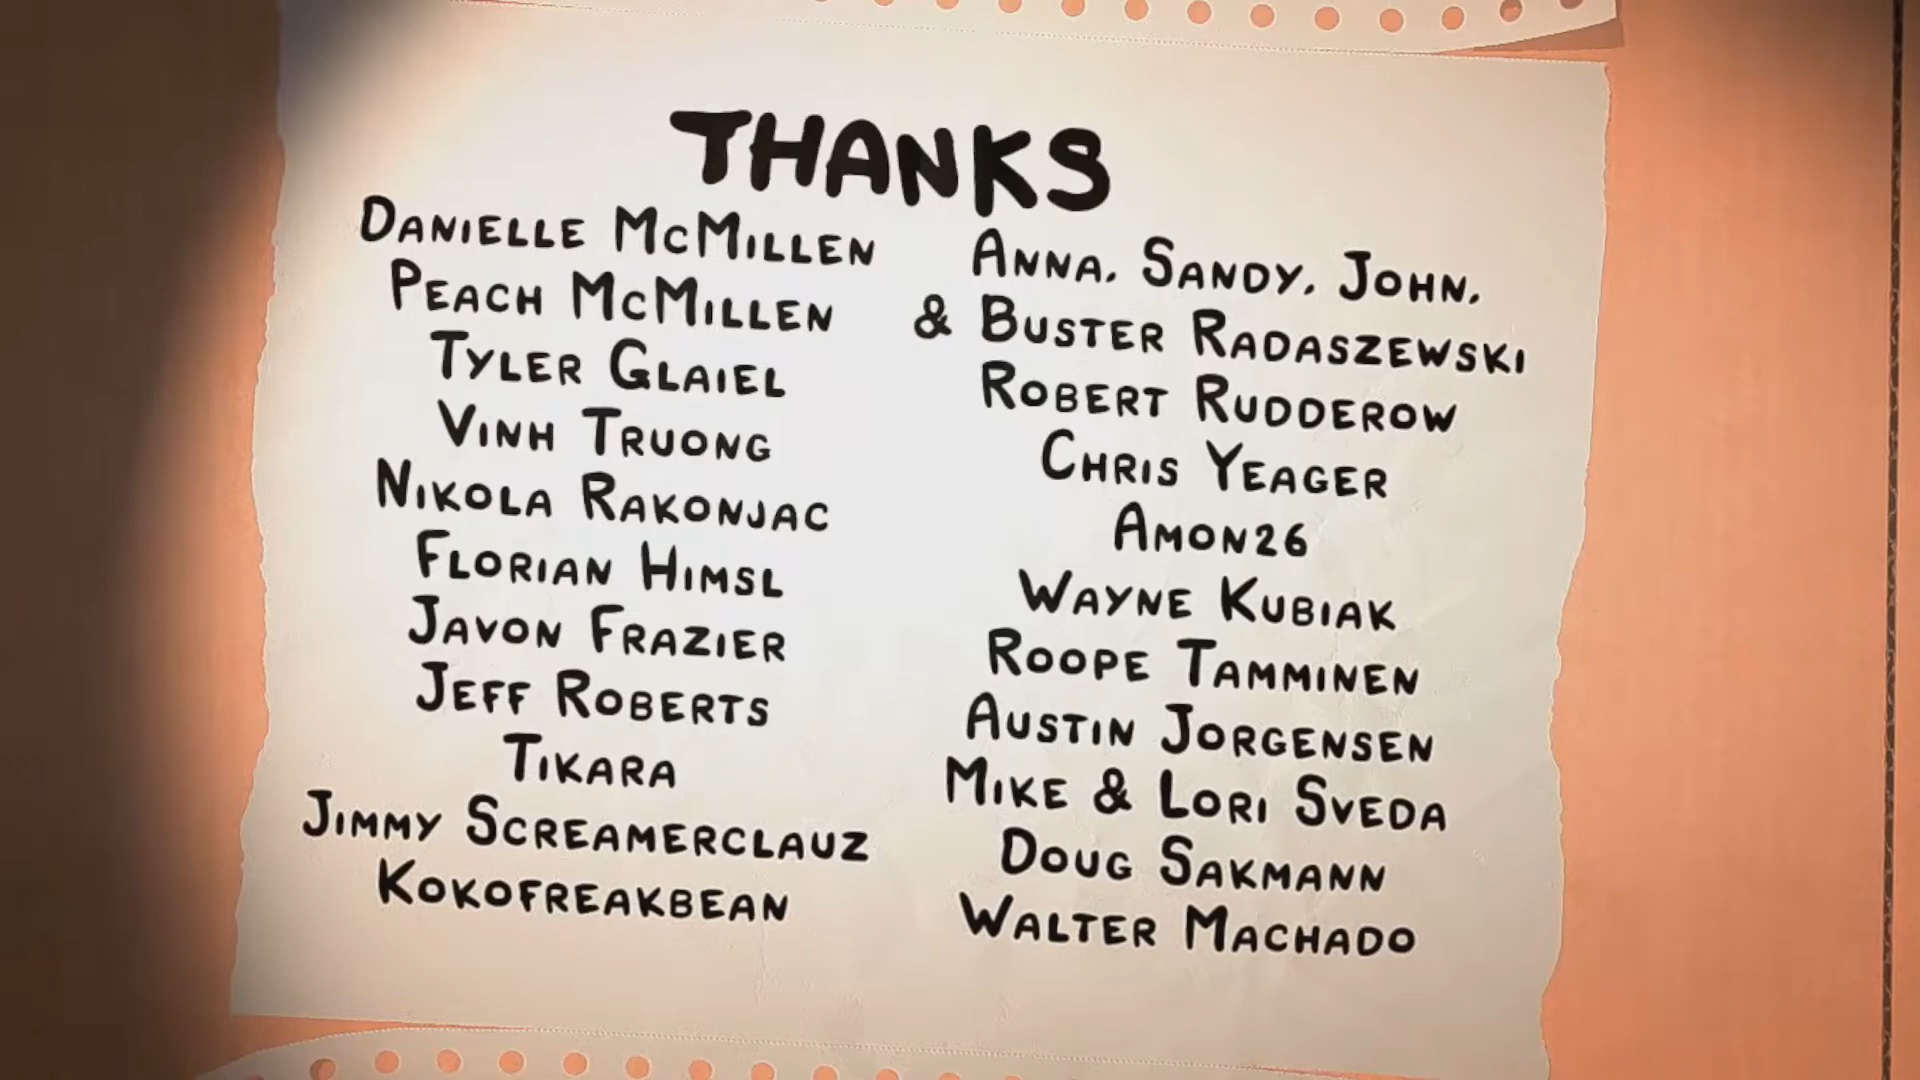 THANKS
DANIELLE MCMILLEN
PEACH MCMILLEN
TYLER GLAIEL
VINH TRUONG
NIKOLA RAKONJAC
FLORIAN HIMSL
JAVON FRAZIER
JEFF ROBERTS
TIKARA
JIMMY SCREAMERCLAUZ
KOKOFREAKBEAN
ANNA, SANDY, JOHN,
& BUSTER RADASZEWSKI
ROBERT RUDDEROW
CHRIS YEAGER
AMON26
WAYNE KUBIAK
ROOPE TAMMINEN
AUSTIN JORGENSEN
MIKE & LORI SVEDA
DOUG SAKMANN
WALTER MACHADO